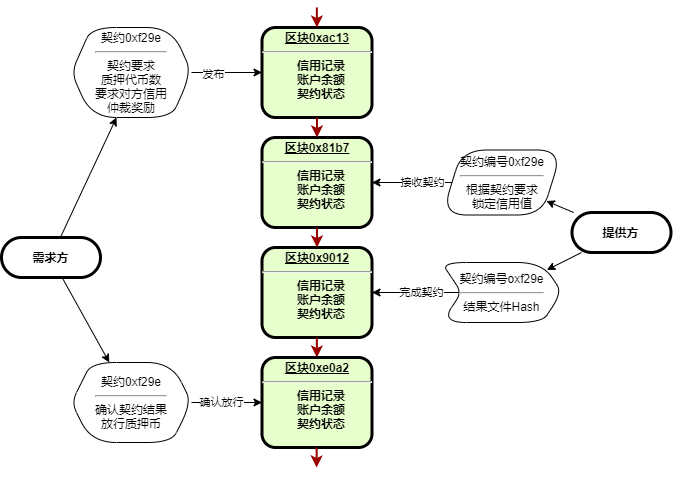 契约0xf29e
契约要求
质押代币数
要求对方信用
仲裁奖励
发布
区块0xac13
信用记录
账户余额
契约状态
区块0x81b7
信用记录
账户余额
契约状态
接收契约
契约编号0xf29e
根据契约要求
锁定信用值
需求方
提供方
区块0x9012
信用记录
账户余额
契约状态
完成契约
契约编号oxf29e
结果文件Hash
契约0xf29e
确认契约结果
放行质押币
确认放行
区块0xe0a2
信用记录
账户余额
契约状态